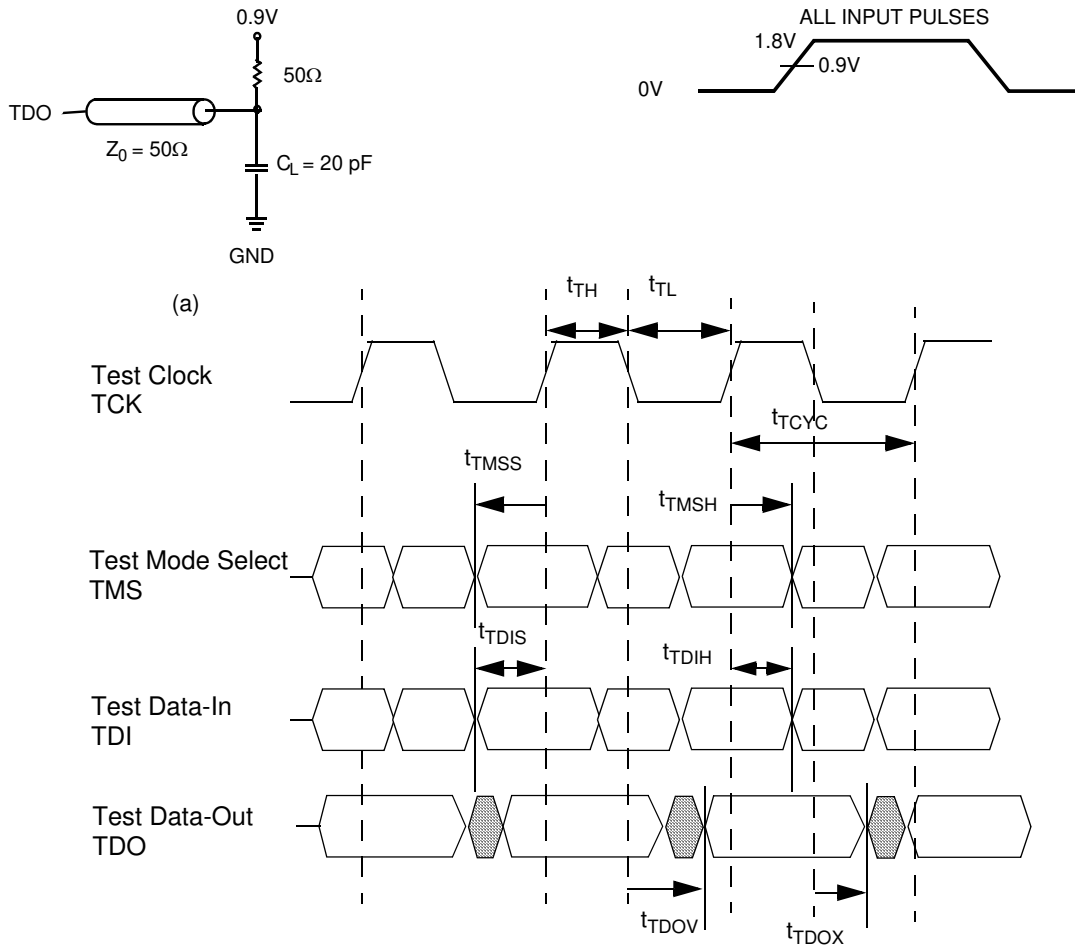 0.9V
50Ω
TDO
Z0 = 50Ω
CL = 20 pF
GND
(a)
ALL INPUT PULSES
1.8V
0.9V
0V
tTH
tTL
Test Clock
TCK
tTCYC
tTMSS
tTMSH
Test Mode Select
TMS
tTDIS
tTDIH
Test Data-In
TDI
Test Data-Out
TDO
tTDOV
tTDOX